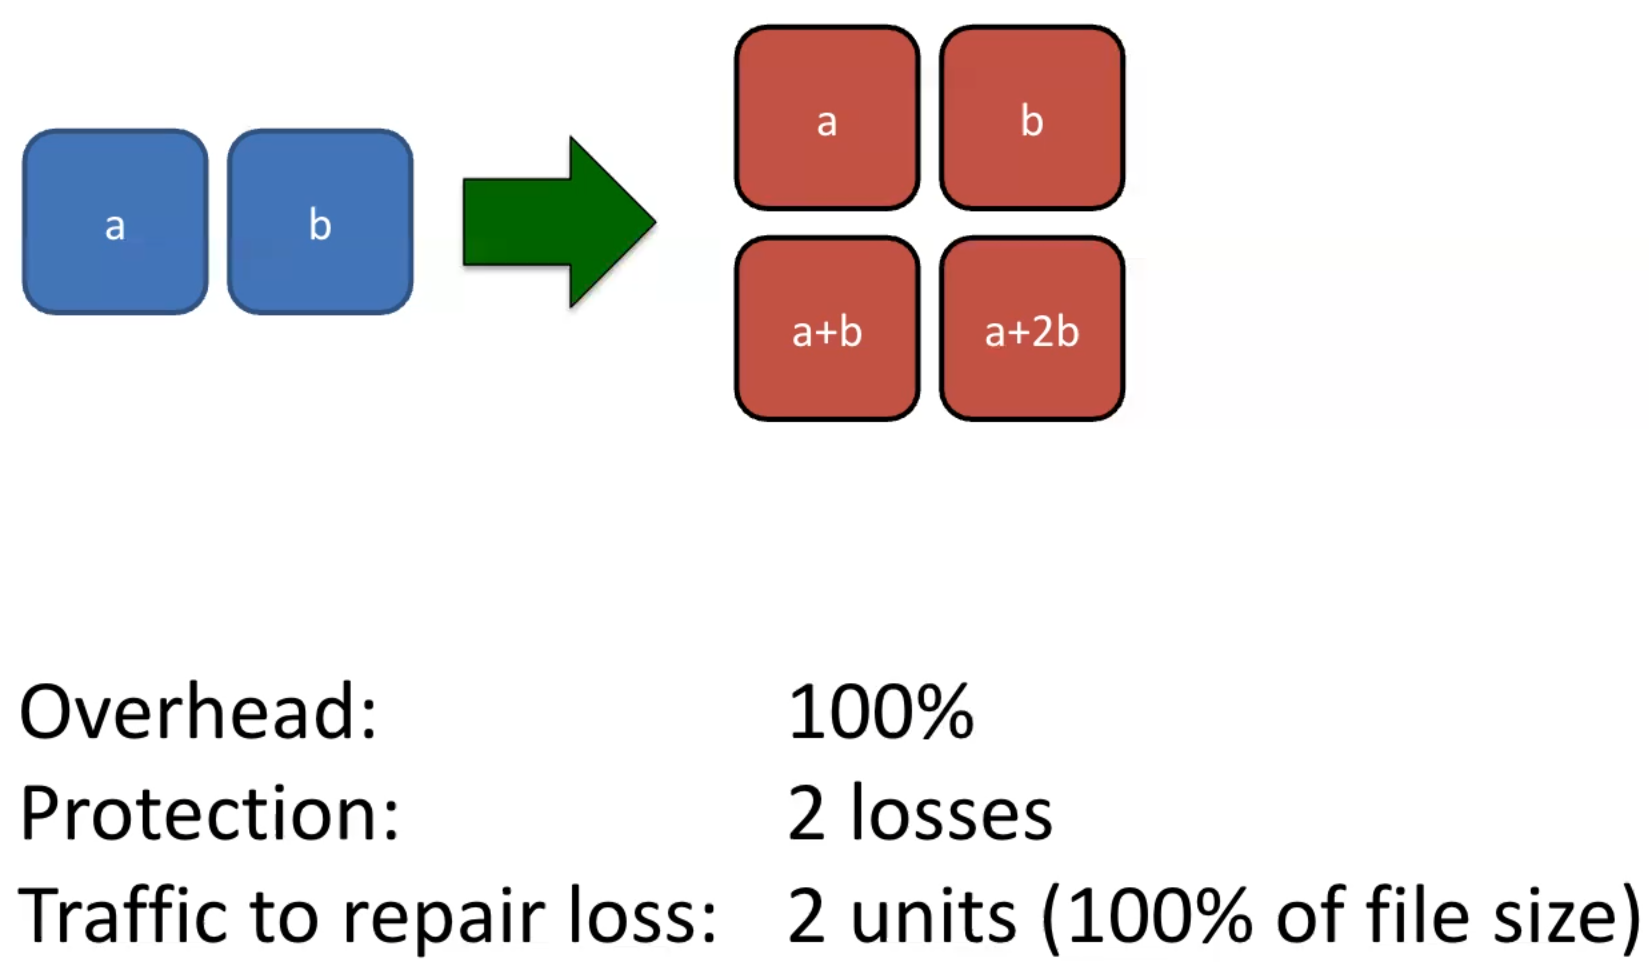 a b
a b
a+b a+2b
Overhead: 100%
Protection: 2 losses
Traffic to repair loss: 2 units (100% of file size)